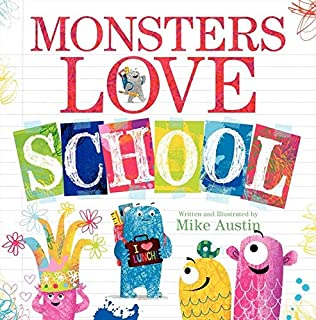 MONSTERS
LOVE
SCHOOL
Written and Illustrated by
Mike Austin
I ♥
LUNCH